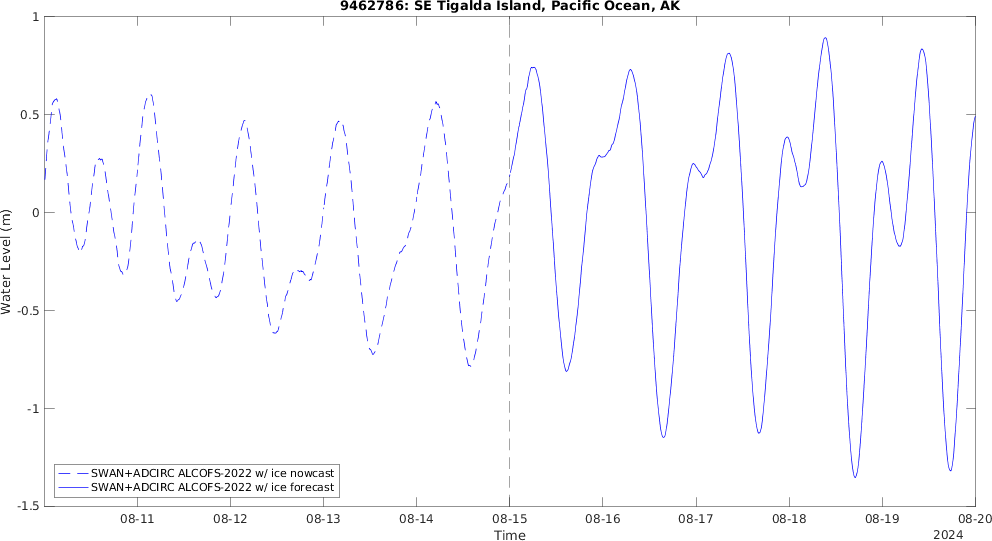 9462786: SE Tigalda Island, Pacific Ocean, AK
1
0.5
0
-0.5
-1
-1.5
Water Level (m)
SWAN+ADCIRC ALCOFS-2022 w/ ice nowcast
SWAN+ADCIRC ALCOFS-2022 w/ ice forecast
08-11 08-12 08-13 08-14 08-15 08-16 08-17 08-18 08-19 08-20
Time
2024